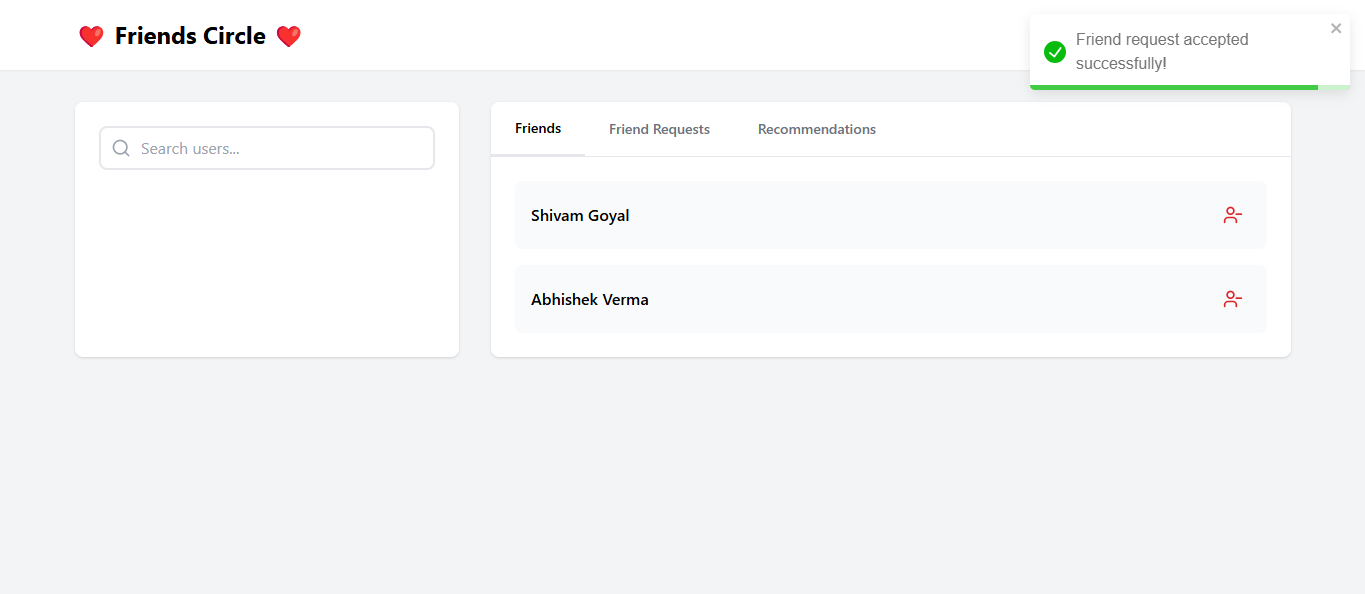 ❤️ Friends Circle ❤️
Friend request accepted
successfully!
Search users...
Friends
Friend Requests
Recommendations
Shivam Goyal
Abhishek Verma